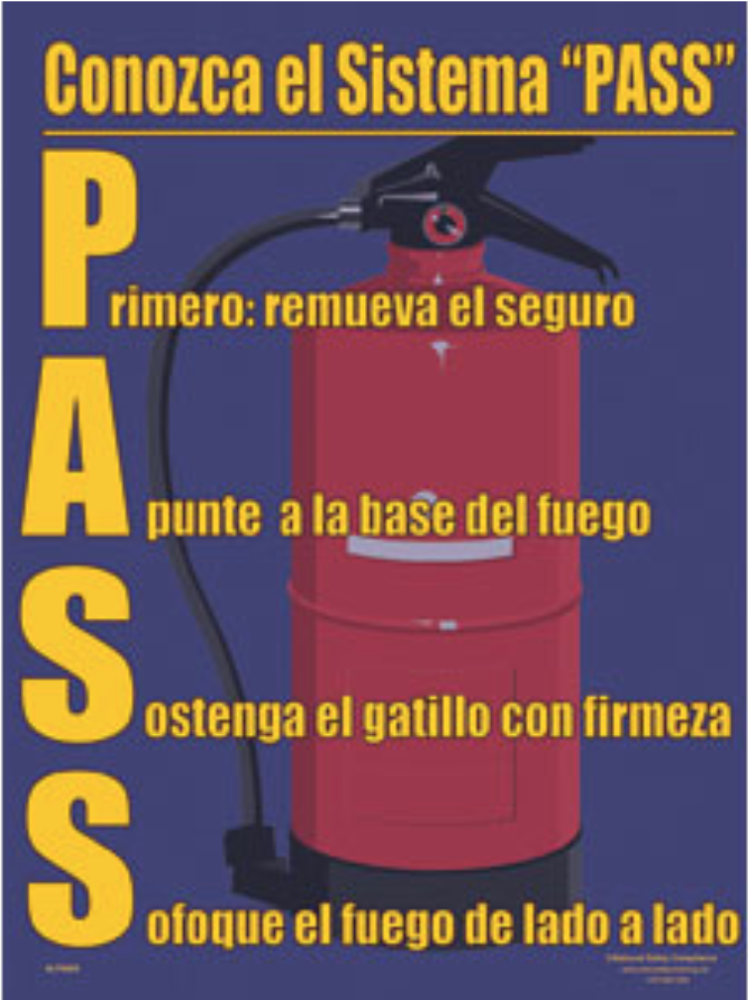 Conozca el Sistema “PASS”
Primero: remueva el seguro
Apunte a la base del fuego
Sostenga el gatillo con firmeza
Sofoque el fuego de lado a lado